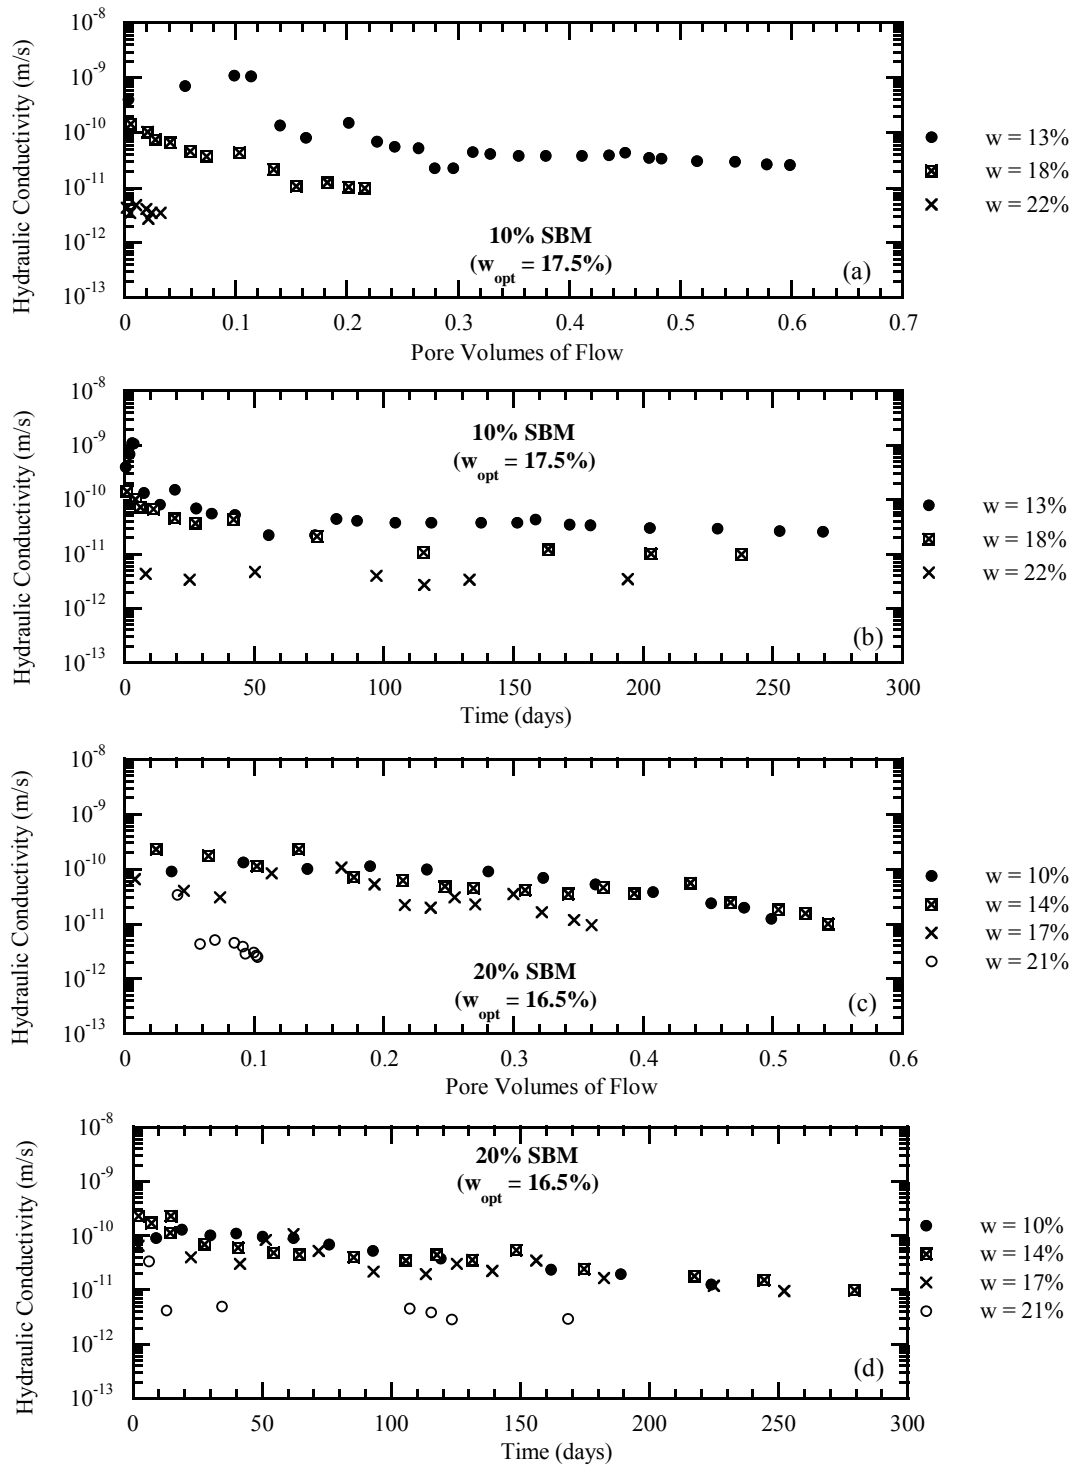 Hydraulic Conductivity (m/s)
10^-8
10^-9
10^-10
10^-11
10^-12
10^-13
w = 13%
w = 18%
w = 22%
10% SBM
(w_opt = 17.5%)
(a)
0 0.1 0.2 0.3 0.4 0.5 0.6 0.7
Pore Volumes of Flow
Hydraulic Conductivity (m/s)
10^-8
10^-9
10^-10
10^-11
10^-12
10^-13
10% SBM
(w_opt = 17.5%)
w = 13%
w = 18%
w = 22%
(b)
0 50 100 150 200 250 300
Time (days)
Hydraulic Conductivity (m/s)
10^-8
10^-9
10^-10
10^-11
10^-12
10^-13
w = 10%
w = 14%
w = 17%
w = 21%
20% SBM
(w_opt = 16.5%)
(c)
0 0.1 0.2 0.3 0.4 0.5 0.6
Pore Volumes of Flow
Hydraulic Conductivity (m/s)
10^-8
10^-9
10^-10
10^-11
10^-12
10^-13
20% SBM
(w_opt = 16.5%)
w = 10%
w = 14%
w = 17%
w = 21%
(d)
0 50 100 150 200 250 300
Time (days)